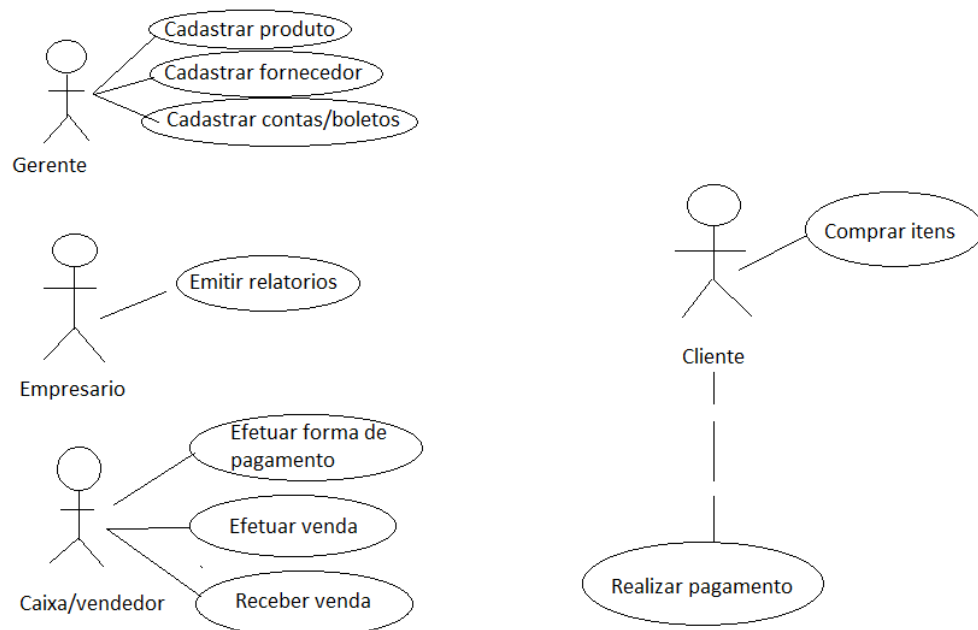 Cadastrar produto
Cadastrar fornecedor
Cadastrar contas/boletos
Gerente
Comprar itens
Emitir relatorios
Cliente
Empresario
Efetuar forma de
pagamento
Efetuar venda
Realizar pagamento
Caixa/vendedor
Receber venda